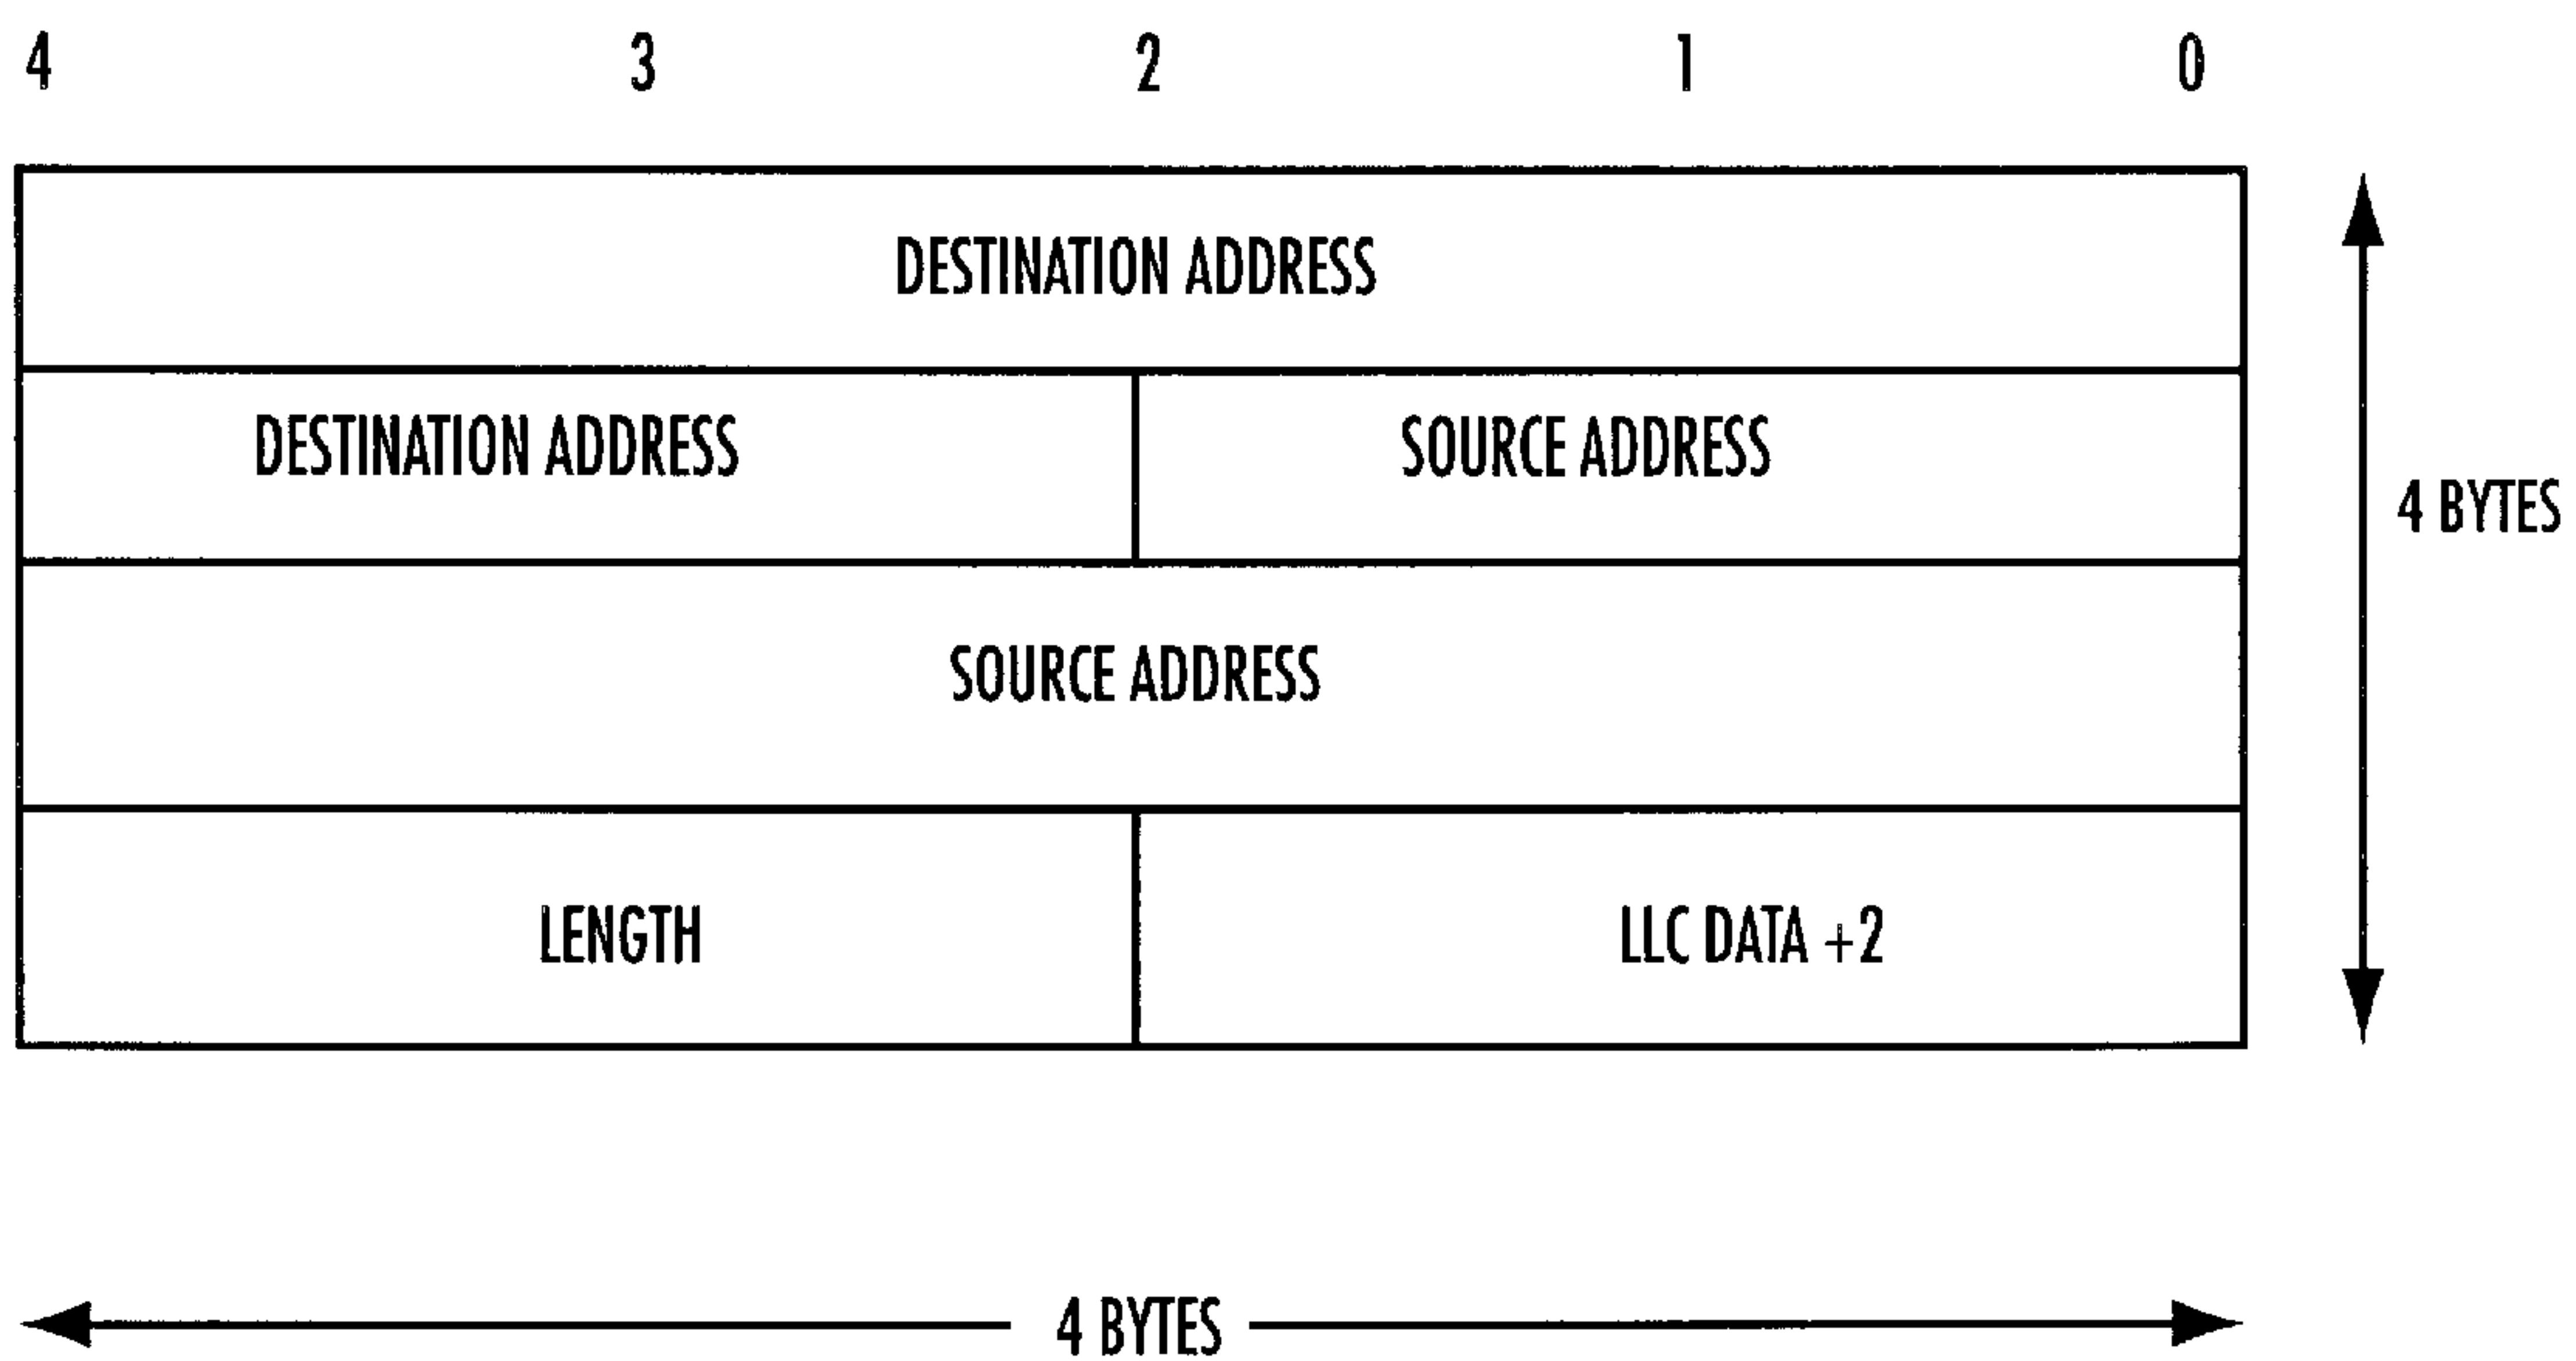 4 3 2 1 0
DESTINATION ADDRESS
DESTINATION ADDRESS SOURCE ADDRESS
4 BYTES
SOURCE ADDRESS
LENGTH LLC DATA +2
4 BYTES